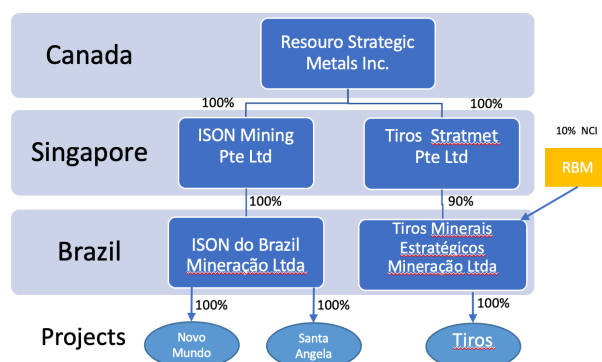 Canada
Resouro Strategic
Metals Inc.
100%
100%
Singapore
ISON Mining
Pte Ltd
Tiros Stratmet
Pte Ltd
10% NCI
RBM
100%
90%
Brazil
ISON do Brazil
Mineração Ltda
Tiros Minerais
Estratégicos
Mineração Ltda
100%
100%
100%
Projects
Novo
Mundo
Santa
Angela
Tiros